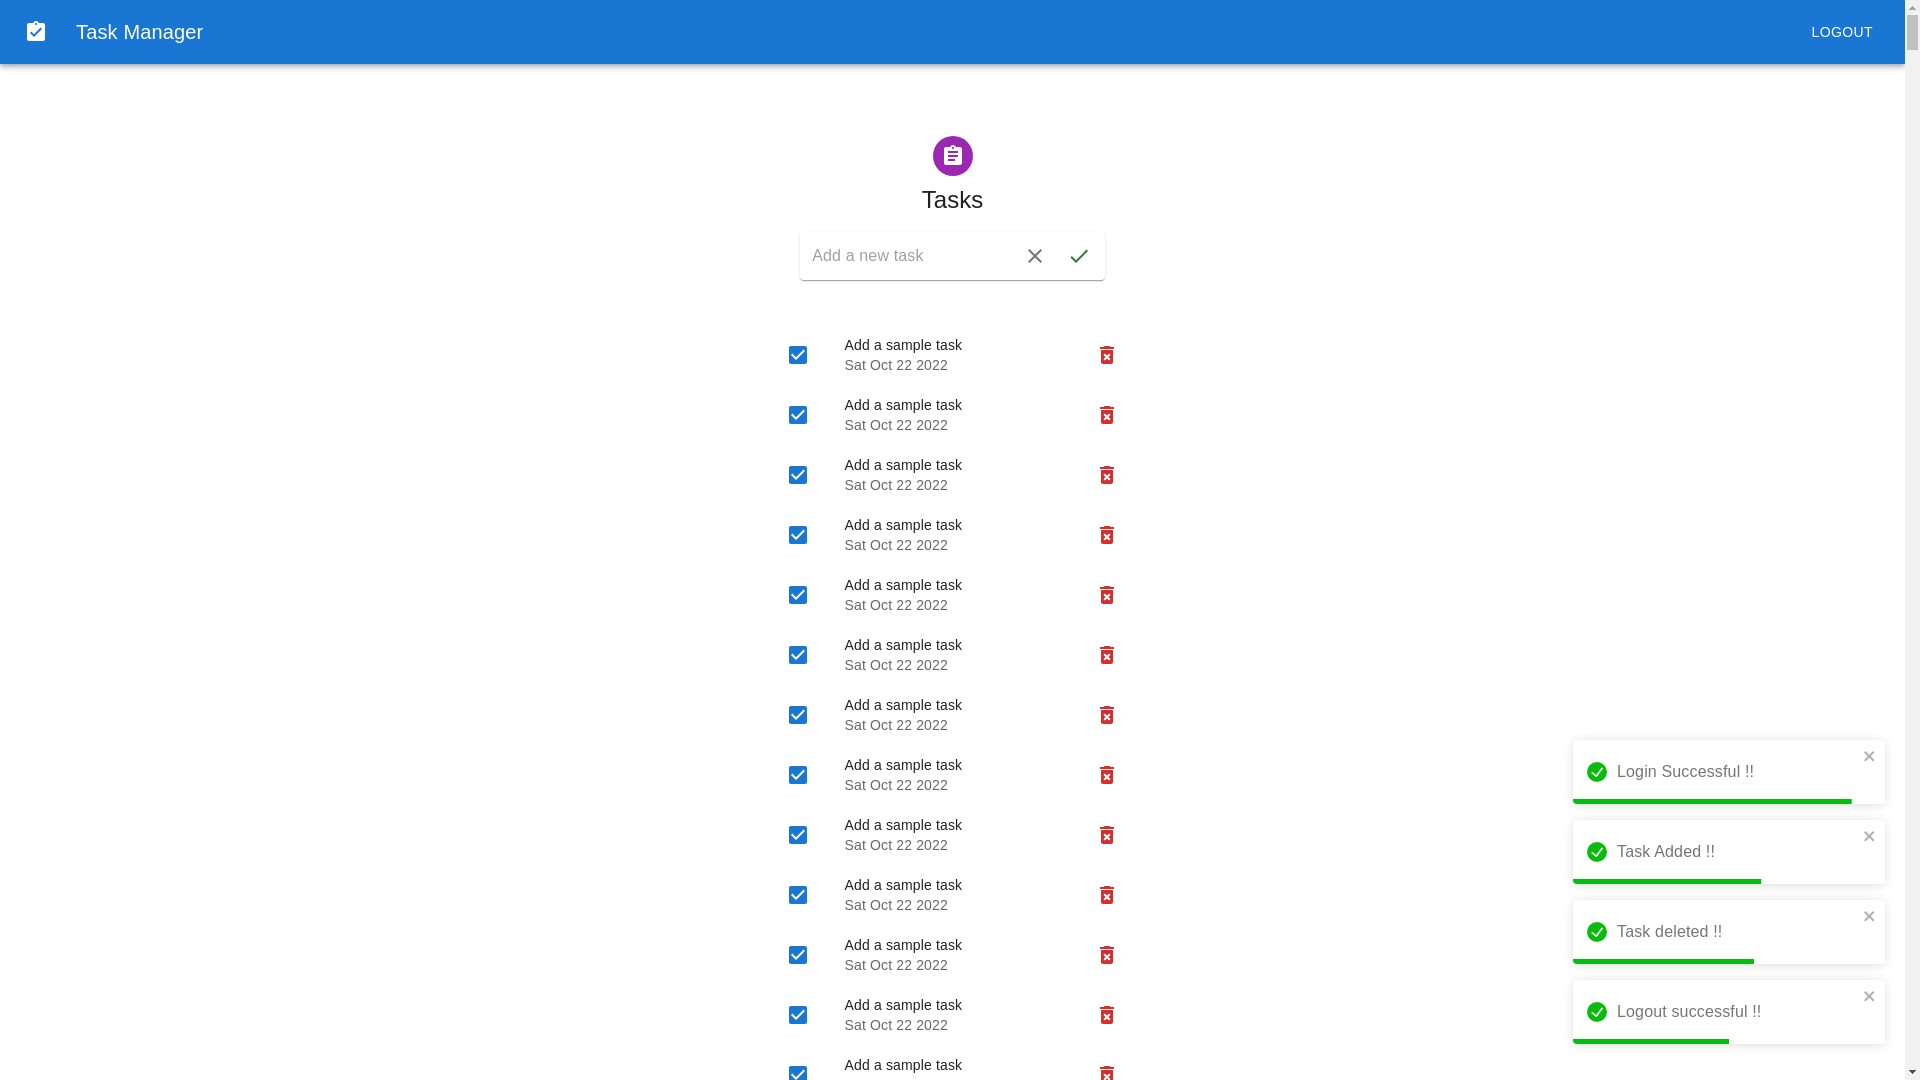 Task Manager
LOGOUT
Tasks
Add a new task
Add a sample task
Sat Oct 22 2022
Add a sample task
Sat Oct 22 2022
Add a sample task
Sat Oct 22 2022
Add a sample task
Sat Oct 22 2022
Add a sample task
Sat Oct 22 2022
Add a sample task
Sat Oct 22 2022
Add a sample task
Sat Oct 22 2022
Add a sample task
Sat Oct 22 2022
Add a sample task
Sat Oct 22 2022
Add a sample task
Sat Oct 22 2022
Add a sample task
Sat Oct 22 2022
Add a sample task
Sat Oct 22 2022
Add a sample task
Login Successful !!
Task Added !!
Task deleted !!
Logout successful !!